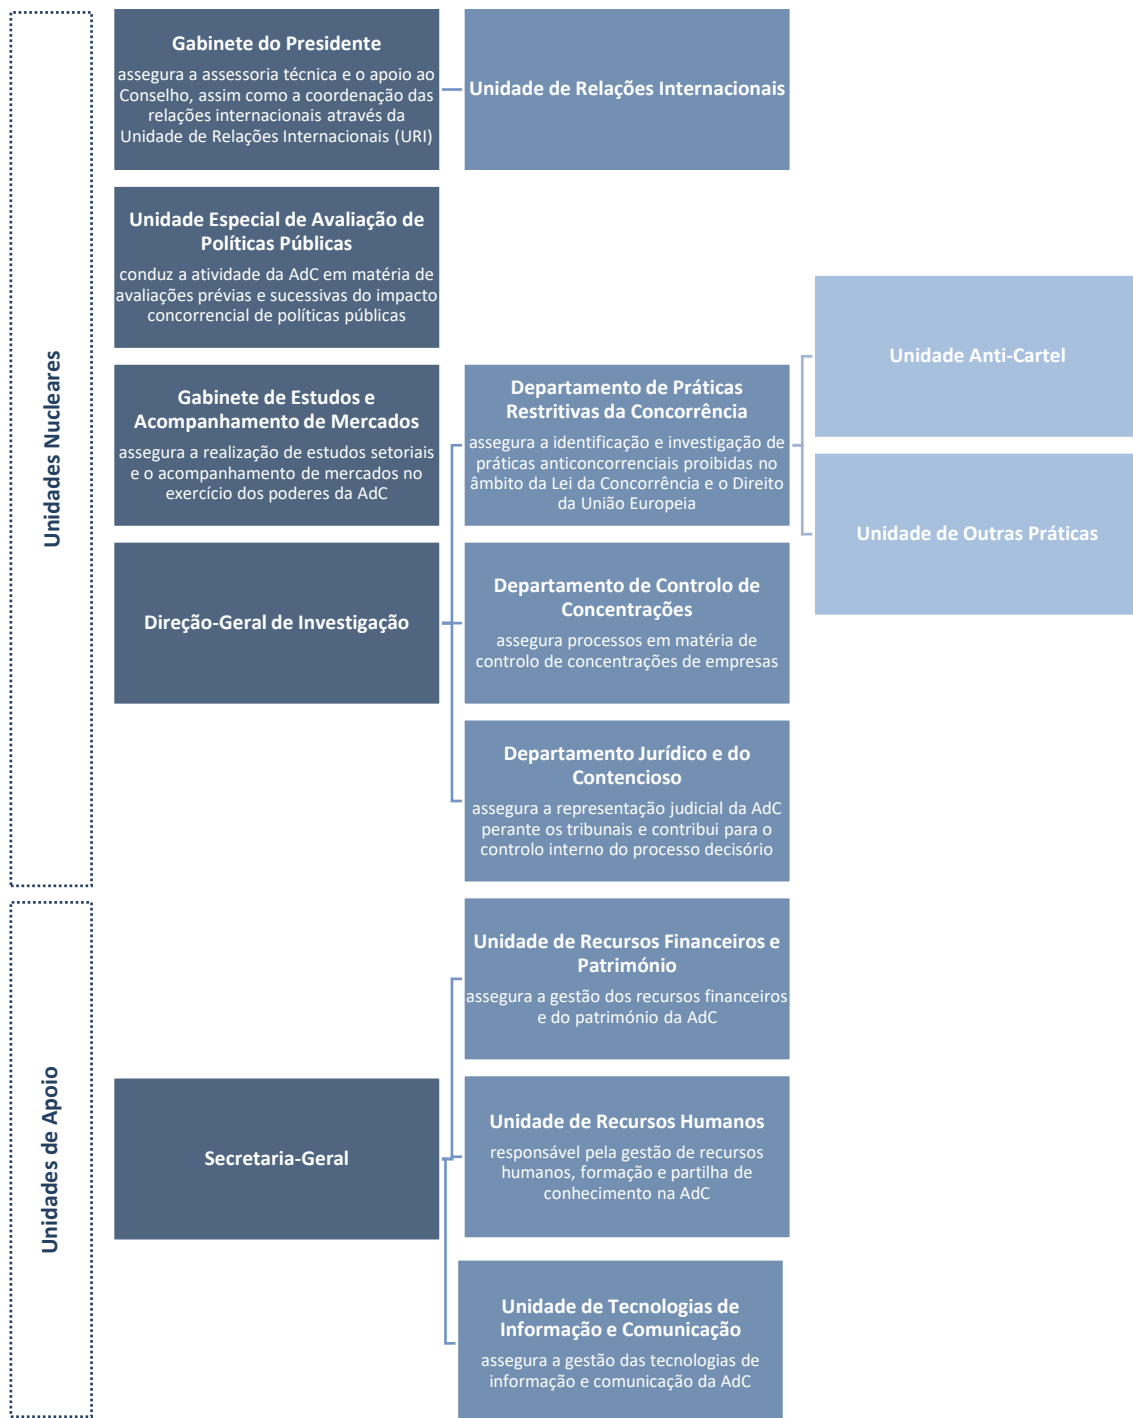 Unidades Nucleares
Gabinete do Presidente
assegura a assessoria técnica e o apoio ao
Conselho, assim como a coordenação das
relações internacionais através da
Unidade de Relações Internacionais (URI)
Unidade de Relações Internacionais
Unidade Especial de Avaliação de
Políticas Públicas
conduz a atividade da AdC em matéria de
avaliações prévias e sucessivas do impacto
concorrencial de políticas públicas
Gabinete de Estudos e
Acompanhamento de Mercados
assegura a realização de estudos setoriais
e o acompanhamento de mercados no
exercício dos poderes da AdC
Direção-Geral de Investigação
Departamento de Práticas
Restritivas da Concorrência
assegura a identificação e investigação de
práticas anticoncorrenciais proibidas no
âmbito da Lei da Concorrência e o Direito
da União Europeia
Unidade Anti-Cartel
Unidade de Outras Práticas
Departamento de Controlo de
Concentrações
assegura processos em matéria de
controlo de concentrações de empresas
Departamento Jurídico e do
Contencioso
assegura a representação judicial da AdC
perante os tribunais e contribui para o
controlo interno do processo decisório
Unidades de Apoio
Secretaria-Geral
Unidade de Recursos Financeiros e
Património
assegura a gestão dos recursos financeiros
e do património da AdC
Unidade de Recursos Humanos
responsável pela gestão de recursos
humanos, formação e partilha de
conhecimento na AdC
Unidade de Tecnologias de
Informação e Comunicação
assegura a gestão das tecnologias de
informação e comunicação da AdC